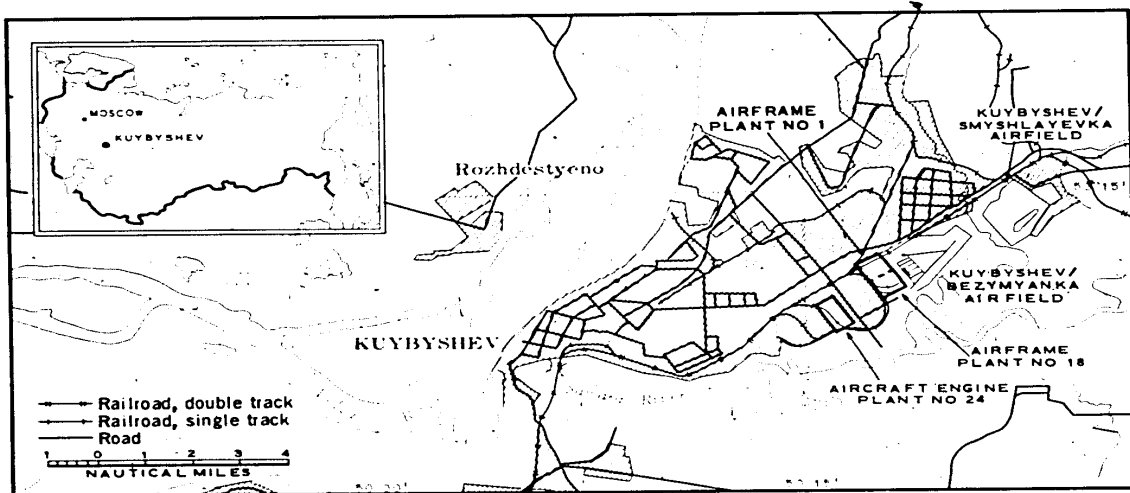 MOSCOW
KUYBYSHEV
Rozhdestyeno
AIRFRAME
PLANT NO 1
KUYBYSHEV/
SMYSHLAYEVKA
AIRFIELD
KUYBYSHEV/
BEZYMYANKA
AIRFIELD
KUYBYSHEV
AIRFRAME
PLANT NO 18
AIRCRAFT ENGINE
PLANT NO 24
Railroad, double track
Railroad, single track
Road
1 0 1 2 3 4
NAUTICAL MILES